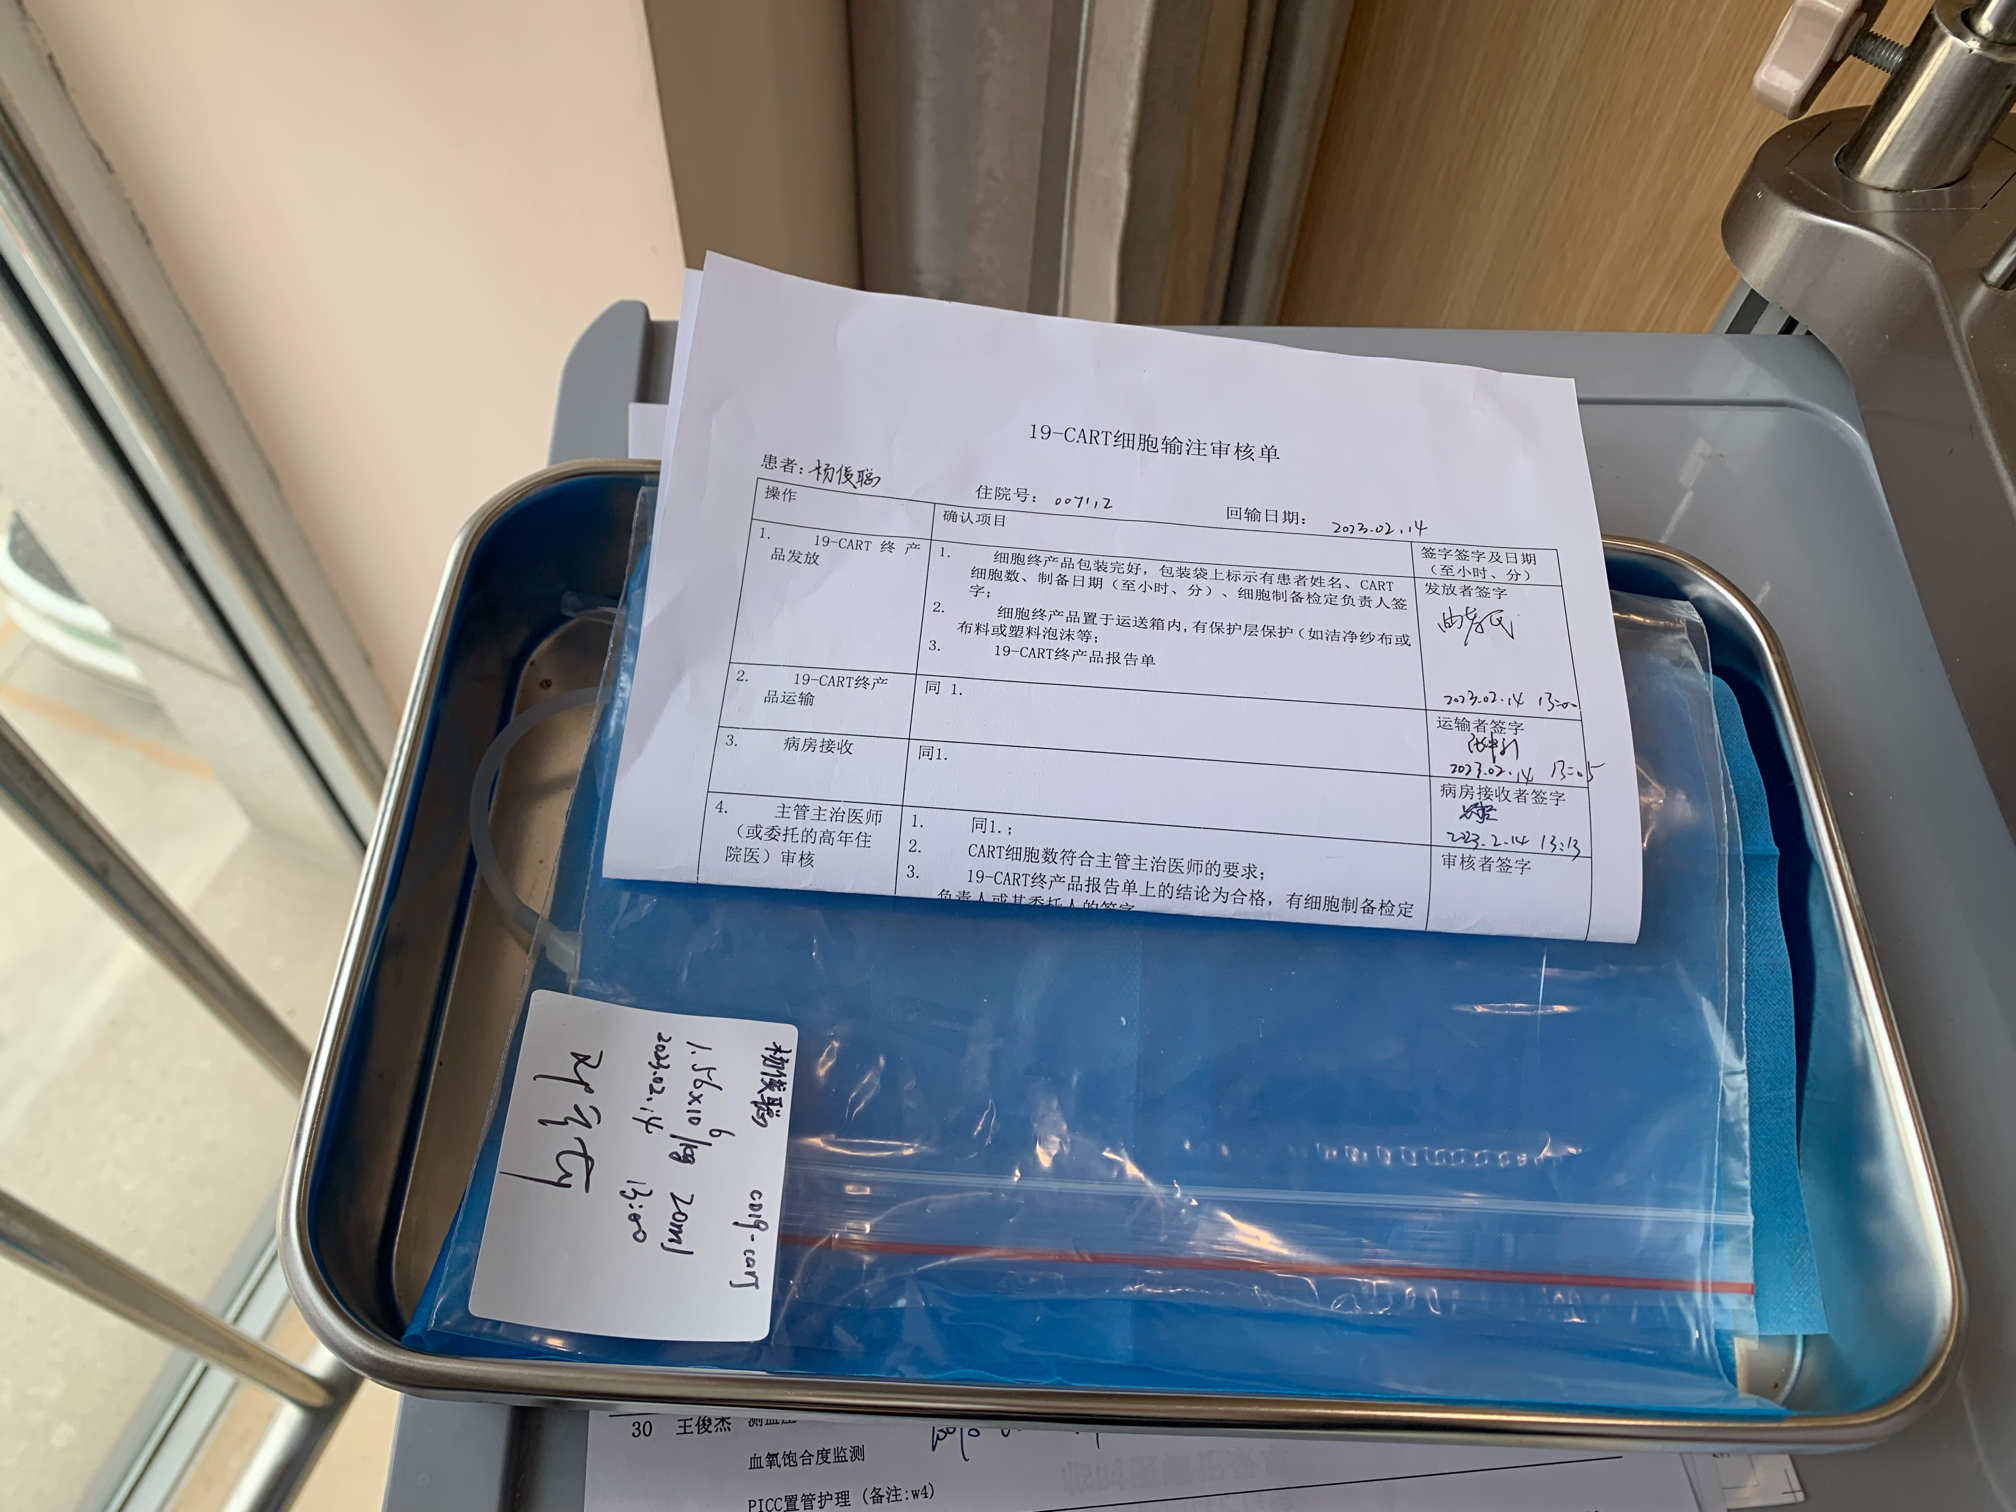 19-CART细胞输注审核单
患者：杨俊聪 住院号： 007112 回输日期： 2023.02.14
操作 确认项目 签字签字及日期
（至小时、分）
1. 19-CART 终 产
品发放
1. 细胞终产品包装完好，包装袋上标示有患者姓名、CART
细胞数、制备日期（至小时、分）、细胞制备检定负责人签
字；
2. 细胞终产品置于运送箱内，有保护层保护（如洁净纱布或
布料或塑料泡沫等；
3. 19-CART终产品报告单
发放者签字
2023.02.14 13:00
2. 19-CART终产
品运输
同 1.
运输者签字
2023.02.14 13:05
3. 病房接收
同1.
病房接收者签字
2023.2.14 13:13
4. 主管主治医师
（或委托的高年住
院医）审核
1. 同1.；
2. CART细胞数符合主管主治医师的要求；
3. 19-CART终产品报告单上的结论为合格，有细胞制备检定
负责人或其委托人的签字
审核者签字
杨俊聪 CD19-CART
1.56x10⁶/kg 20ml
2023.02.14 13:00
30 王俊杰
血氧饱合度监测
PICC置管护理 (备注:w4)